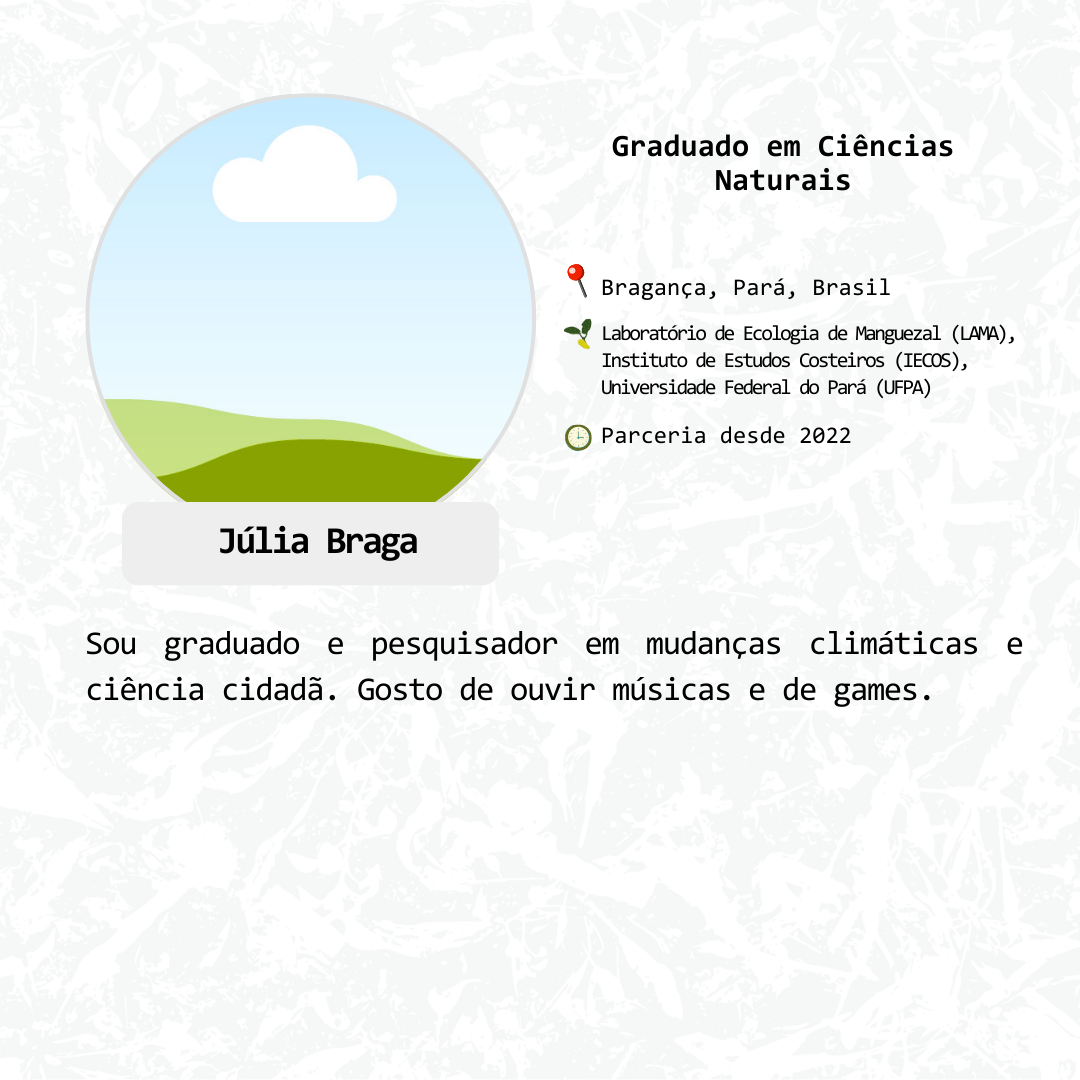 Graduado em Ciências
Naturais
Bragança, Pará, Brasil
Laboratório de Ecologia de Manguezal (LAMA),
Instituto de Estudos Costeiros (IECOS),
Universidade Federal do Pará (UFPA)
Parceria desde 2022
Júlia Braga
Sou graduado e pesquisador em mudanças climáticas e
ciência cidadã. Gosto de ouvir músicas e de games.